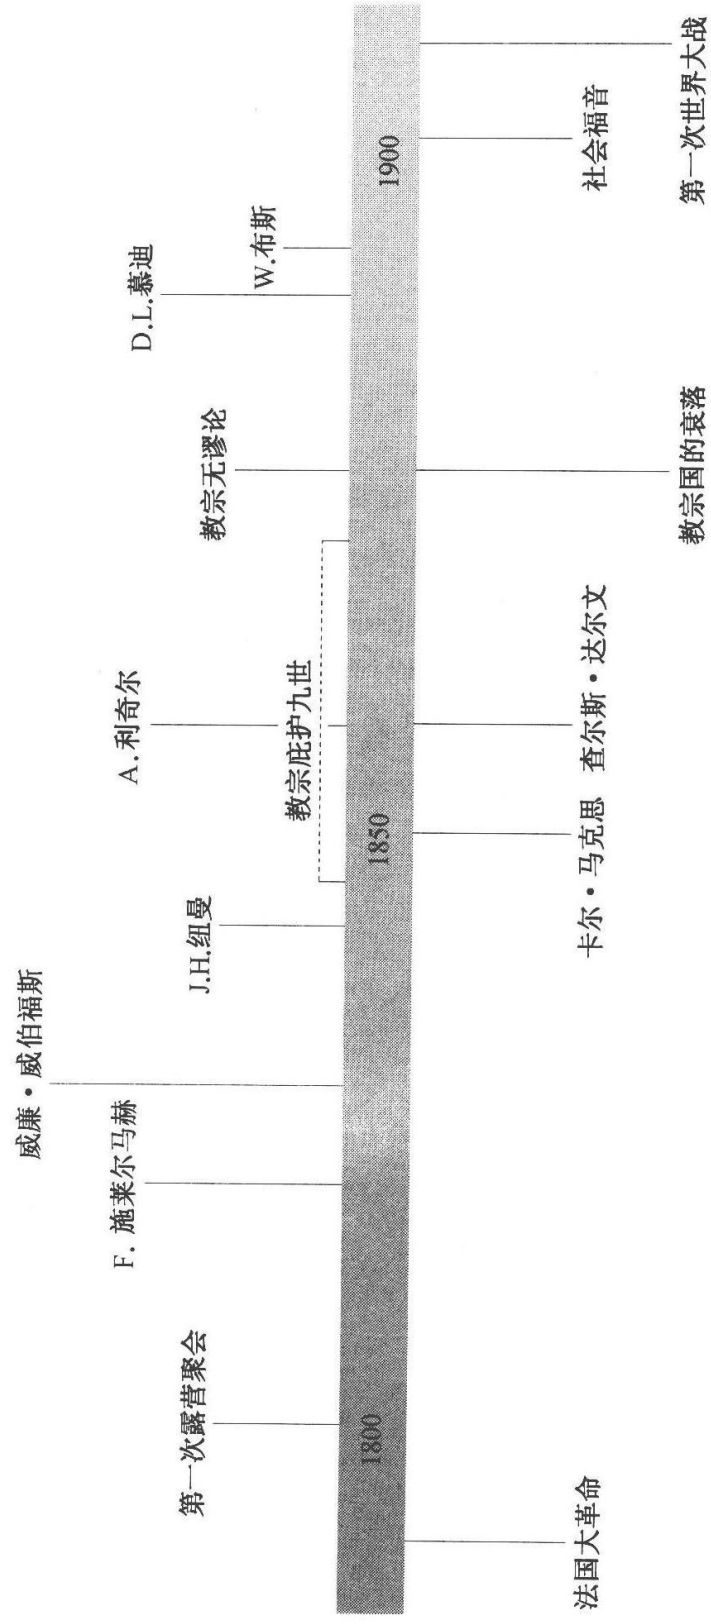 威廉·威伯福斯
F. 施莱尔马赫
A.利奇尔
D.L.慕迪
第一次露营聚会
J.H.纽曼
教宗无谬论
教宗庇护九世
W.布斯
1800
1850
1900
法国大革命
卡尔·马克思
查尔斯·达尔文
社会福音
教宗国的衰落
第一次世界大战